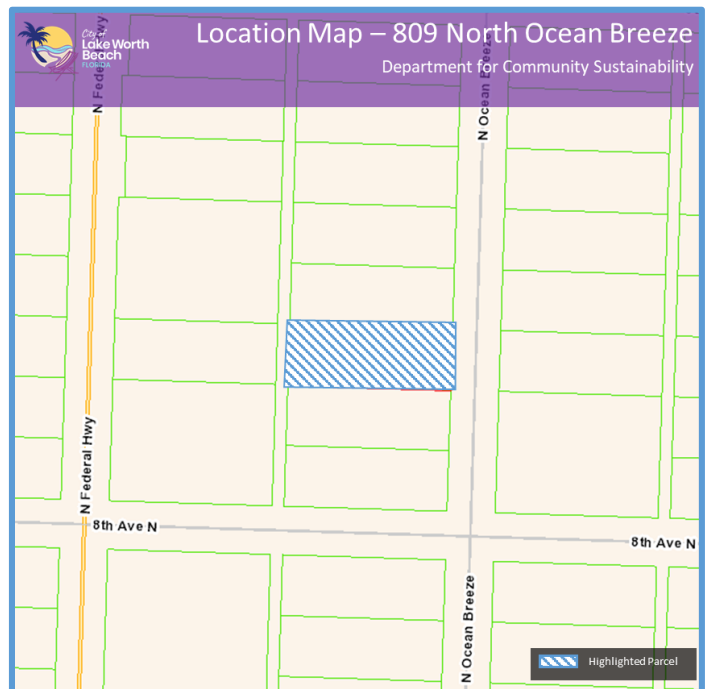 City of
Lake Worth
Beach
FLORIDA
Location Map – 809 North Ocean Breeze
Department for Community Sustainability
N Federal Hwy
N Ocean Breeze
N Federal Hwy
8th Ave N
8th Ave N
N Ocean Breeze
Highlighted Parcel